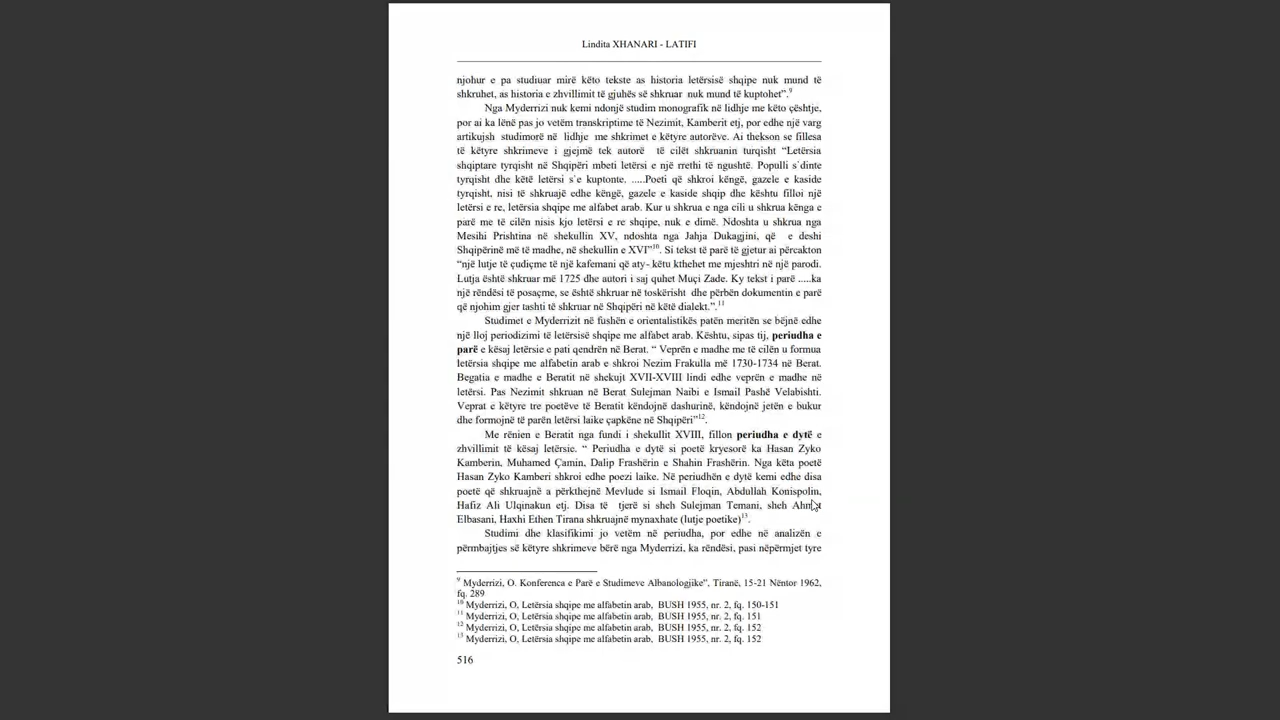 Lindita XHANARI - LATIFI
njohur e pa studiuar mirë këto tekste as historia letërsisë shqipe nuk mund të
shkruhet, as historia e zhvillimit të gjuhës së shkruar nuk mund të kuptohet”.9
Nga Myderrizi nuk kemi ndonjë studim monografik në lidhje me këto çështje,
por ai ka lënë pas jo vetëm transkriptime të Nezimit, Kamberit etj, por edhe një varg
artikujsh studimorë në lidhje me shkrimet e këtyre autorëve. Ai thekson se fillesa
të këtyre shkrimeve i gjejmë tek autorë të cilët shkruanin turqisht “Letërsia
shqiptare tyrqisht në Shqipëri mbeti letërsi e një rrethi të ngushtë. Populli s’dinte
tyrqisht dhe këtë letërsi s’e kuptonte. .....Poeti që shkroi këngë, gazele e kaside
tyrqisht, nisi të shkruajë edhe këngë, gazele e kaside shqip dhe kështu filloi një
letërsi e re, letërsia shqipe me alfabet arab. Kur u shkrua e nga cili u shkrua kënga e
parë me të cilën nisis kjo letërsi e re shqipe, nuk e dimë. Ndoshta u shkrua nga
Mesihi Prishtina në shekullin XV, ndoshta nga Jahja Dukagjini, që e deshi
Shqipërinë më të madhe, në shekullin e XVI”10. Si tekst të parë të gjetur ai përcakton
“një lutje të çudiçme të një kafemani që aty- këtu kthehet me mjeshtri në një parodi.
Lutja është shkruar më 1725 dhe autori i saj quhet Muçi Zade. Ky tekst i parë .....ka
një rëndësi të posaçme, se është shkruar në toskërisht dhe përbën dokumentin e parë
që njohim gjer tashti të shkruar në Shqipëri në këtë dialekt.”.11
Studimet e Myderrizit në fushën e orientalistikës patën meritën se bëjnë edhe
një lloj periodizimi të letërsisë shqipe me alfabet arab. Kështu, sipas tij, periudha e
parë e kësaj letërsie e pati qendrën në Berat. “ Veprën e madhe me të cilën u formua
letërsia shqipe me alfabetin arab e shkroi Nezim Frakulla më 1730-1734 në Berat.
Begatia e madhe e Beratit në shekujt XVII-XVIII lindi edhe veprën e madhe në
letërsi. Pas Nezimit shkruan në Berat Sulejman Naibi e Ismail Pashë Velabishti.
Veprat e këtyre tre poetëve të Beratit këndojnë dashurinë, këndojnë jetën e bukur
dhe formojnë të parën letërsi laike çapkëne në Shqipëri”12.
Me rënien e Beratit nga fundi i shekullit XVIII, fillon periudha e dytë e
zhvillimit të kësaj letërsie. “ Periudha e dytë si poetë kryesorë ka Hasan Zyko
Kamberin, Muhamed Çamin, Dalip Frashërin e Shahin Frashërin. Nga këta poetë
Hasan Zyko Kamberi shkroi edhe poezi laike. Në periudhën e dytë kemi edhe disa
poetë që shkruajnë a përkthejnë Mevlude si Ismail Floqin, Abdullah Konispolin,
Hafiz Ali Ulqinakun etj. Disa të tjerë si sheh Sulejman Temani, sheh Ahmet
Elbasani, Haxhi Ethen Tirana shkruajnë mynaxhate (lutje poetike)13.
Studimi dhe klasifikimi jo vetëm në periudha, por edhe në analizën e
përmbajtjes së këtyre shkrimeve bërë nga Myderrizi, ka rëndësi, pasi nëpërmjet tyre
9 Myderrizi, O. Konferenca e Parë e Studimeve Albanologjike”, Tiranë, 15-21 Nëntor 1962,
fq. 289
10 Myderrizi, O, Letërsia shqipe me alfabetin arab, BUSH 1955, nr. 2, fq. 150-151
11 Myderrizi, O, Letërsia shqipe me alfabetin arab, BUSH 1955, nr. 2, fq. 151
12 Myderrizi, O, Letërsia shqipe me alfabetin arab, BUSH 1955, nr. 2, fq. 152
13 Myderrizi, O, Letërsia shqipe me alfabetin arab, BUSH 1955, nr. 2, fq. 152
516